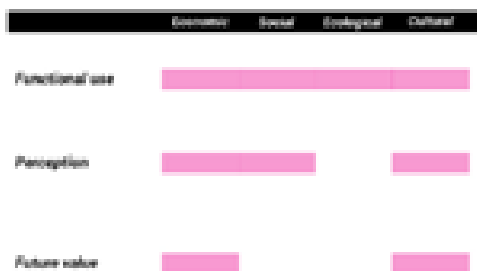 Economic Social Ecological Cultural
Functional use
Perception
Future value